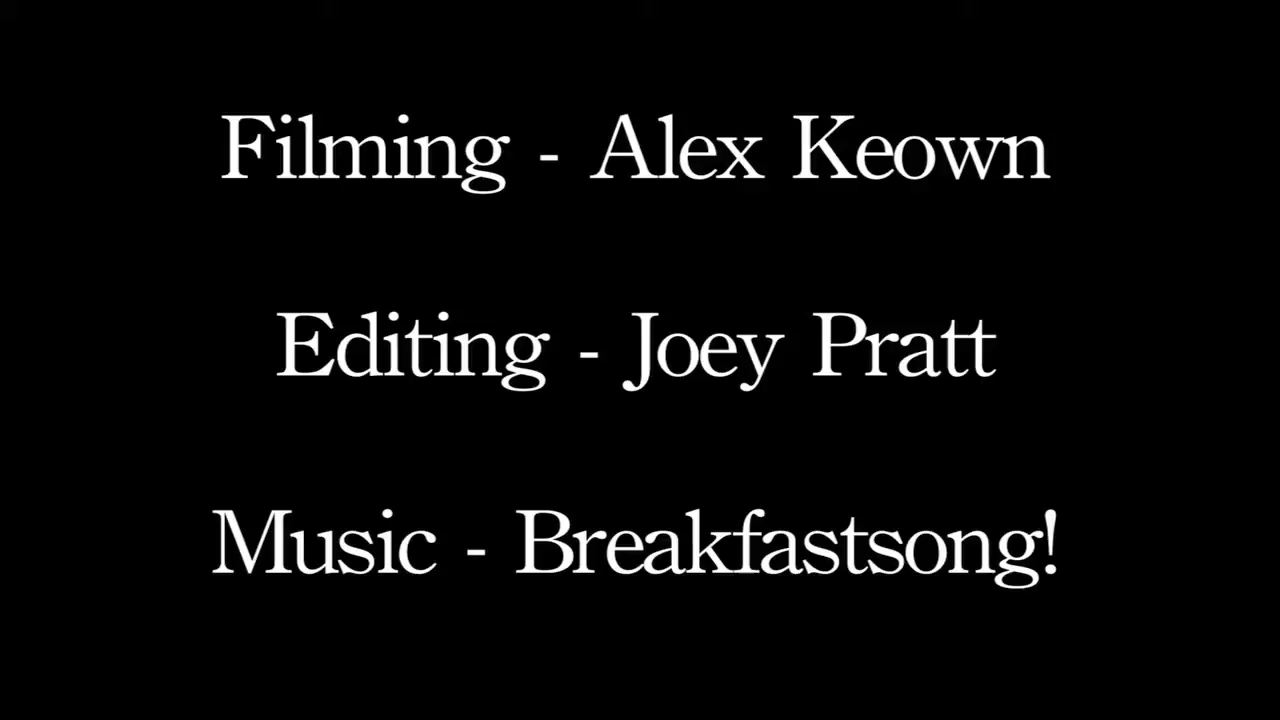 Filming - Alex Keown
Editing - Joey Pratt
Music - Breakfastsong!